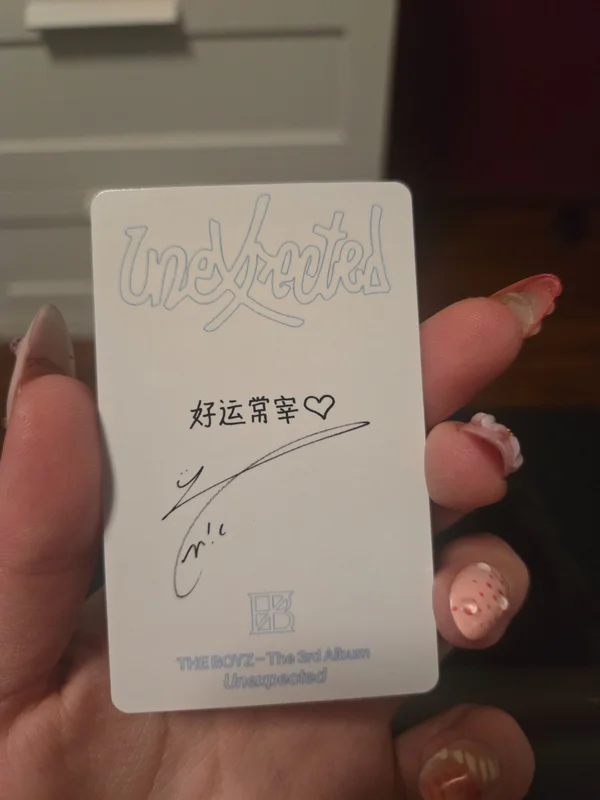 Unexpected
好运常宰♡
THE BOYZ – The 3rd Album
Unexpected